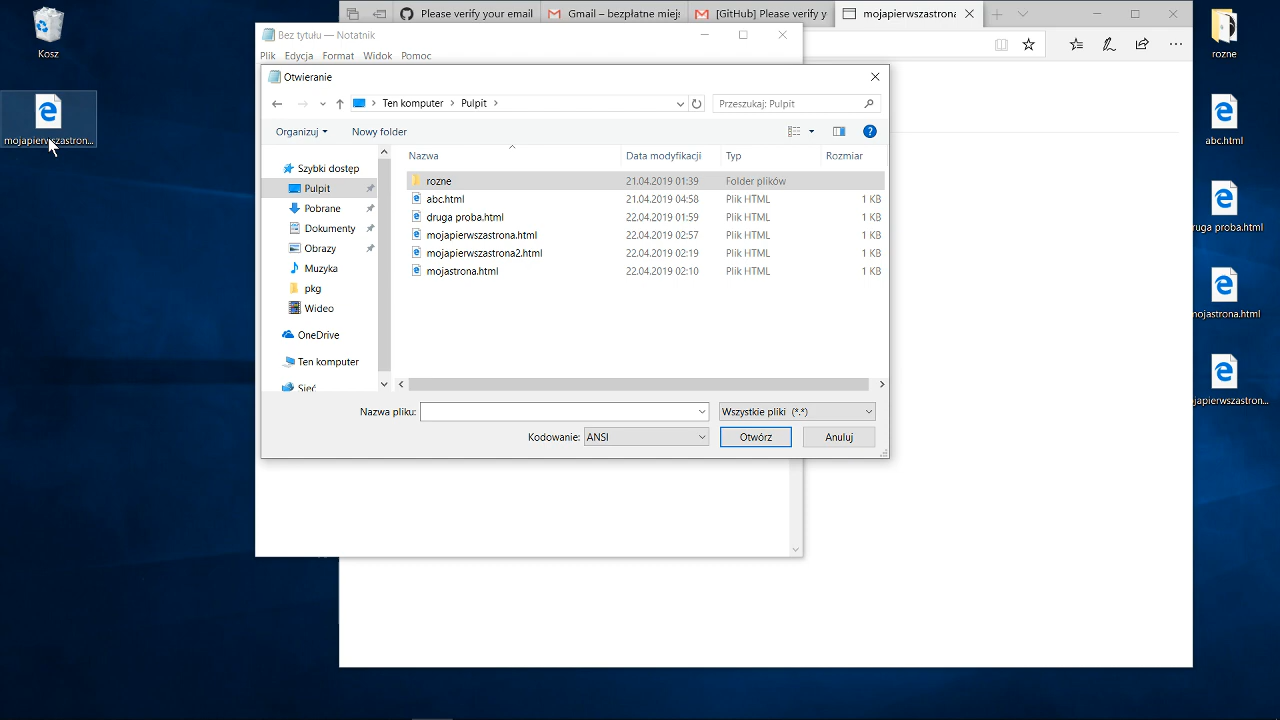 Kosz
mojapierwszastron...
Please verify your email
Gmail – bezpłatne miejs
[GitHub] Please verify y
mojapierwszastrona
Bez tytułu — Notatnik
Plik Edycja Format Widok Pomoc
Otwieranie
Ten komputer Pulpit
Przeszukaj: Pulpit
Organizuj Nowy folder
Szybki dostęp
Pulpit
Pobrane
Dokumenty
Obrazy
Muzyka
pkg
Wideo
OneDrive
Ten komputer
Sieć
Nazwa Data modyfikacji Typ Rozmiar
rozne 21.04.2019 01:39 Folder plików
abc.html 21.04.2019 04:58 Plik HTML 1 KB
druga proba.html 22.04.2019 01:59 Plik HTML 1 KB
mojapierwszastrona.html 22.04.2019 02:57 Plik HTML 1 KB
mojapierwszastrona2.html 22.04.2019 02:19 Plik HTML 1 KB
mojastrona.html 22.04.2019 02:10 Plik HTML 1 KB
Nazwa pliku: Wszystkie pliki (*.*)
Kodowanie: ANSI Otwórz Anuluj
rozne
abc.html
ruga proba.html
mojastrona.html
japierwszastron...